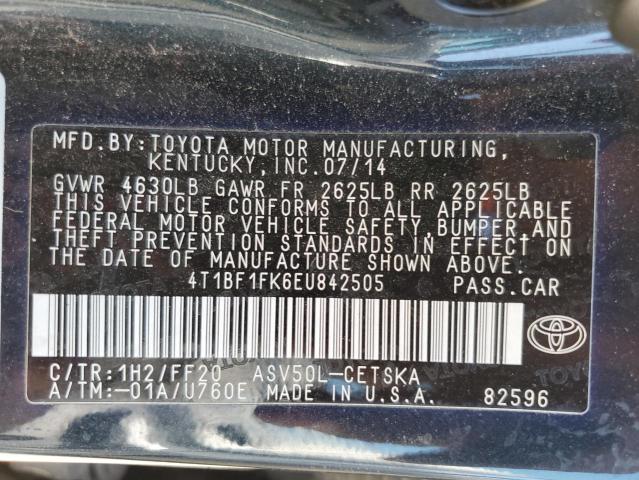 MFD.BY:TOYOTA MOTOR MANUFACTURING,
KENTUCKY,INC.07/14
GVWR 4630LB GAWR FR 2625LB RR 2625LB
THIS VEHICLE CONFORMS TO ALL APPLICABLE
FEDERAL MOTOR VEHICLE SAFETY,BUMPER,AND
THEFT PREVENTION STANDARDS IN EFFECT ON
THE DATE OF MANUFACTURE SHOWN ABOVE.
4T1BF1FK6EU842505 PASS.CAR
C/TR:1H2/FF20 ASV50L-CETSKA
A/TM:-01A/U760E MADE IN U.S.A. 82596